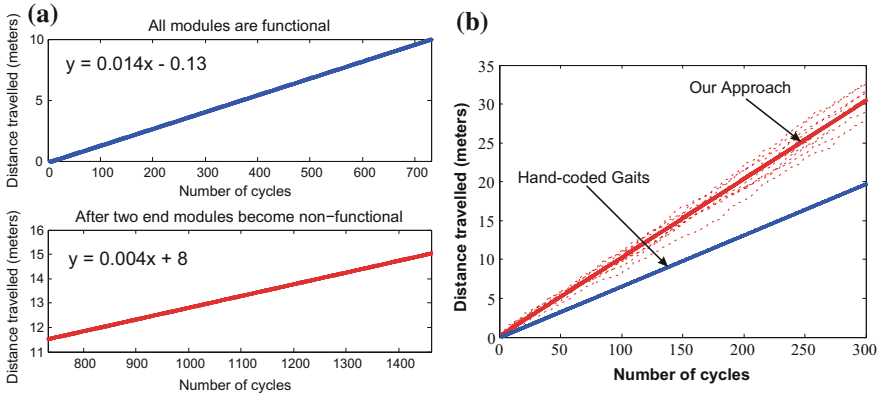 (a)
All modules are functional
y = 0.014x - 0.13
Distance travelled (meters)
10
5
0
0 100 200 300 400 500 600 700
Number of cycles
After two end modules become non-functional
y = 0.004x + 8
Distance travelled (meters)
16
15
14
13
12
11
800 900 1000 1100 1200 1300 1400
Number of cycles
(b)
Our Approach
Hand-coded Gaits
Distance travelled (meters)
35
30
25
20
15
10
5
0
0 50 100 150 200 250 300
Number of cycles